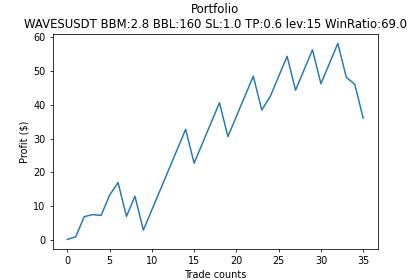 Portfolio
WAVESUSDT BBM:2.8 BBL:160 SL:1.0 TP:0.6 lev:15 WinRatio:69.0
60
50
40
30
20
10
0
Profit ($)
0 5 10 15 20 25 30 35
Trade counts